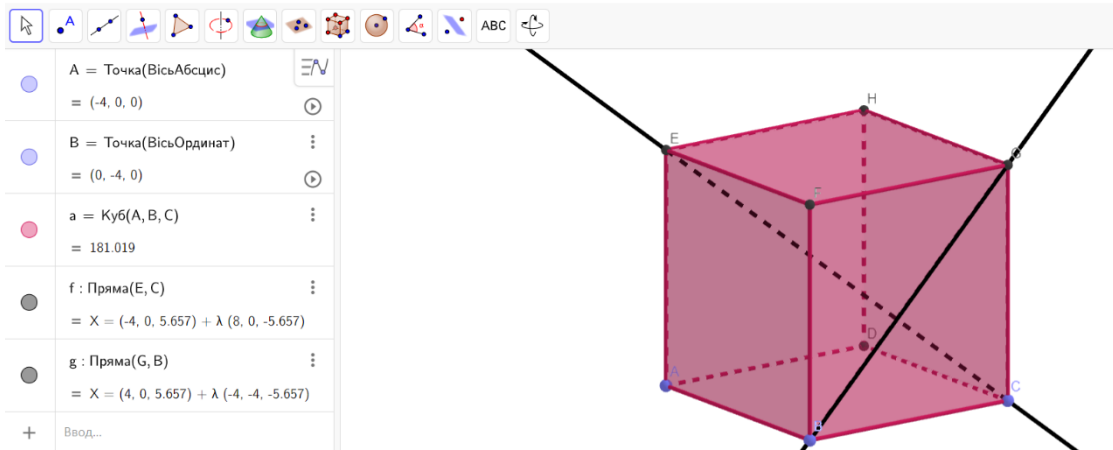 ABC
A = Точка(ВісьАбсцис)
= (-4, 0, 0)
B = Точка(ВісьОрдинат)
= (0, -4, 0)
a = Куб(A, B, C)
= 181.019
f : Пряма(E, C)
= X = (-4, 0, 5.657) + λ (8, 0, -5.657)
g : Пряма(G, B)
= X = (4, 0, 5.657) + λ (-4, -4, -5.657)
Ввод...
H
E
G
F
D
A
C
B